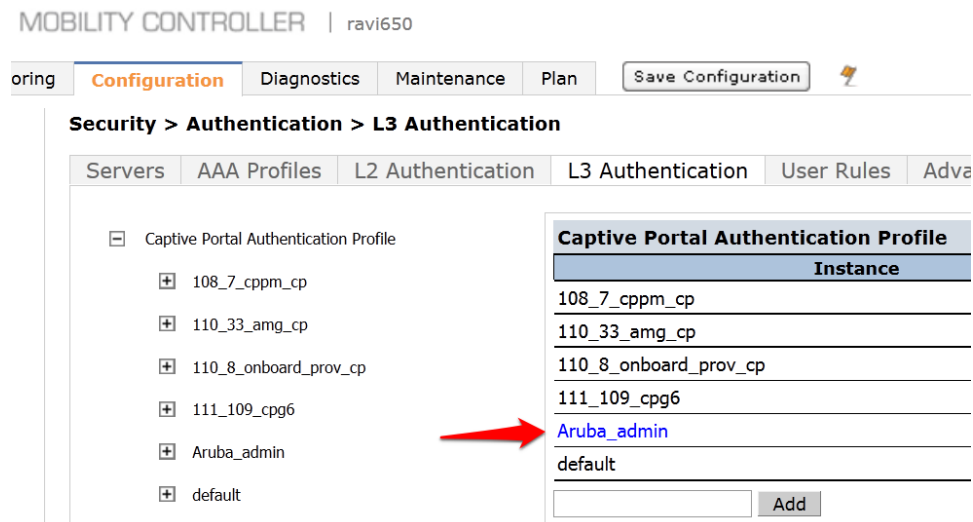 MOBILITY CONTROLLER | ravi650
oring Configuration Diagnostics Maintenance Plan Save Configuration
Security > Authentication > L3 Authentication
Servers AAA Profiles L2 Authentication L3 Authentication User Rules Adva
Captive Portal Authentication Profile
108_7_cppm_cp
110_33_amg_cp
110_8_onboard_prov_cp
111_109_cpg6
Aruba_admin
default
Captive Portal Authentication Profile
Instance
108_7_cppm_cp
110_33_amg_cp
110_8_onboard_prov_cp
111_109_cpg6
Aruba_admin
default
Add